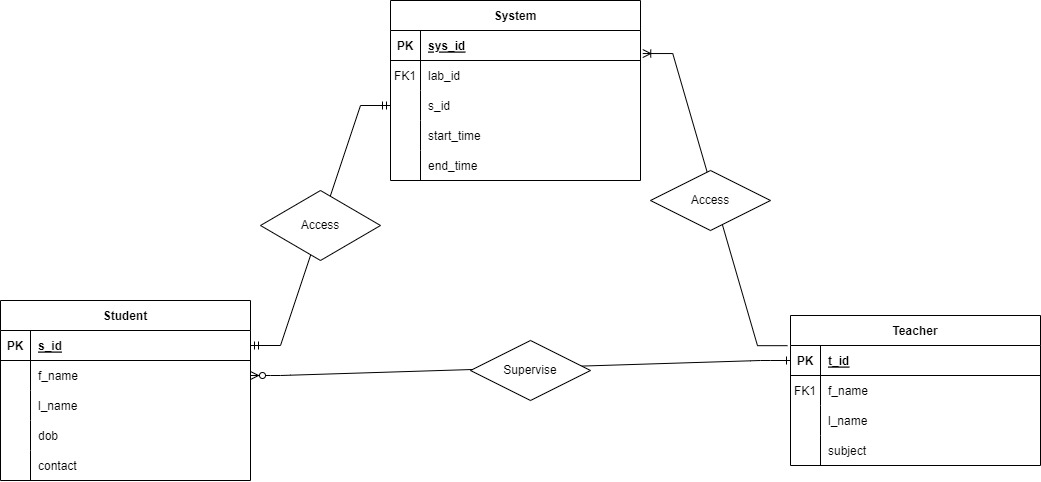 System
PK sys_id
FK1 lab_id
s_id
start_time
end_time
Access
Access
Student
PK s_id
f_name
l_name
dob
contact
Supervise
Teacher
PK t_id
FK1 f_name
l_name
subject